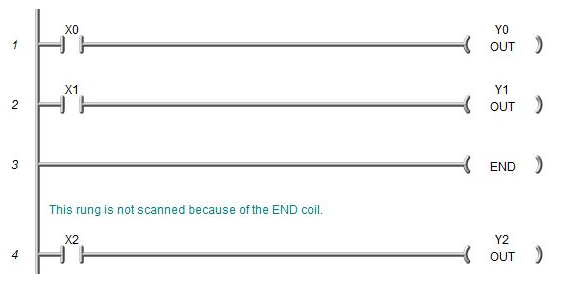 X0 Y0
1 OUT
X1 Y1
2 OUT
3 END
This rung is not scanned because of the END coil.
X2 Y2
4 OUT